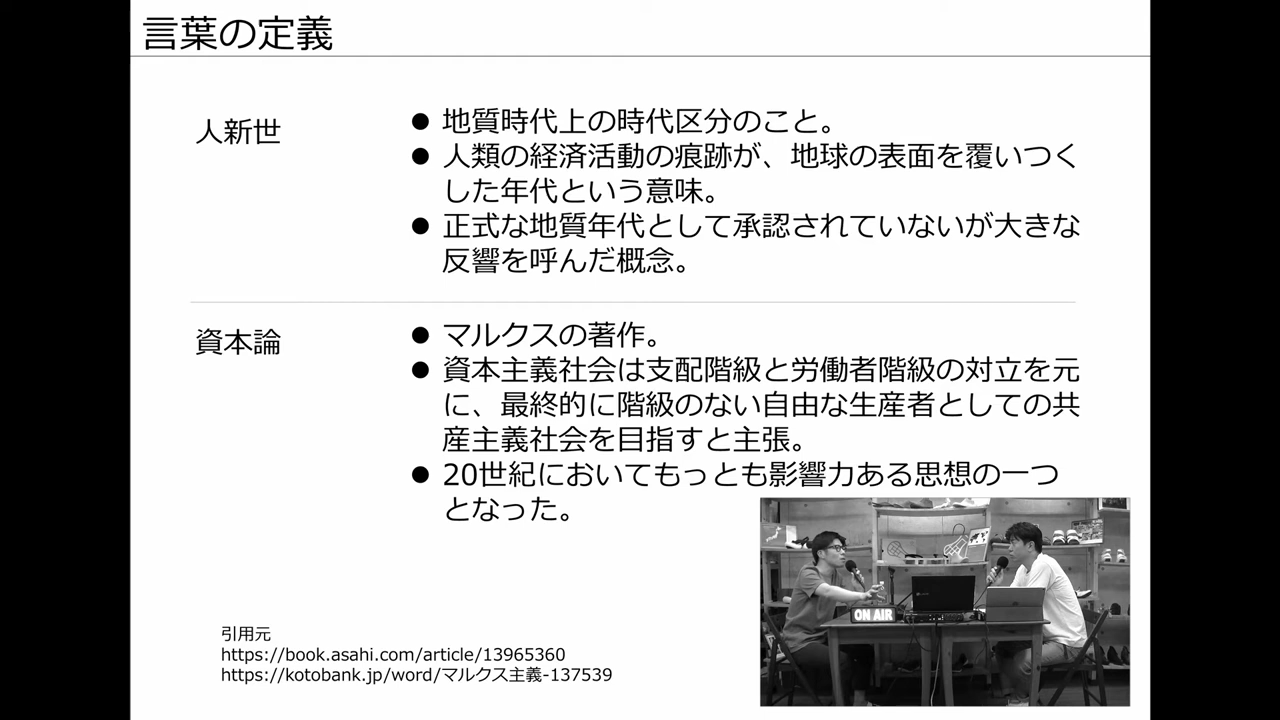 言葉の定義
人新世
● 地質時代上の時代区分のこと。
● 人類の経済活動の痕跡が、地球の表面を覆いつく
した年代という意味。
● 正式な地質年代として承認されていないが大きな
反響を呼んだ概念。
資本論
● マルクスの著作。
● 資本主義社会は支配階級と労働者階級の対立を元
に、最終的に階級のない自由な生産者としての共
産主義社会を目指すと主張。
● 20世紀においてもっとも影響力ある思想の一つ
となった。
ON AIR
引用元
https://book.asahi.com/article/13965360
https://kotobank.jp/word/マルクス主義-137539